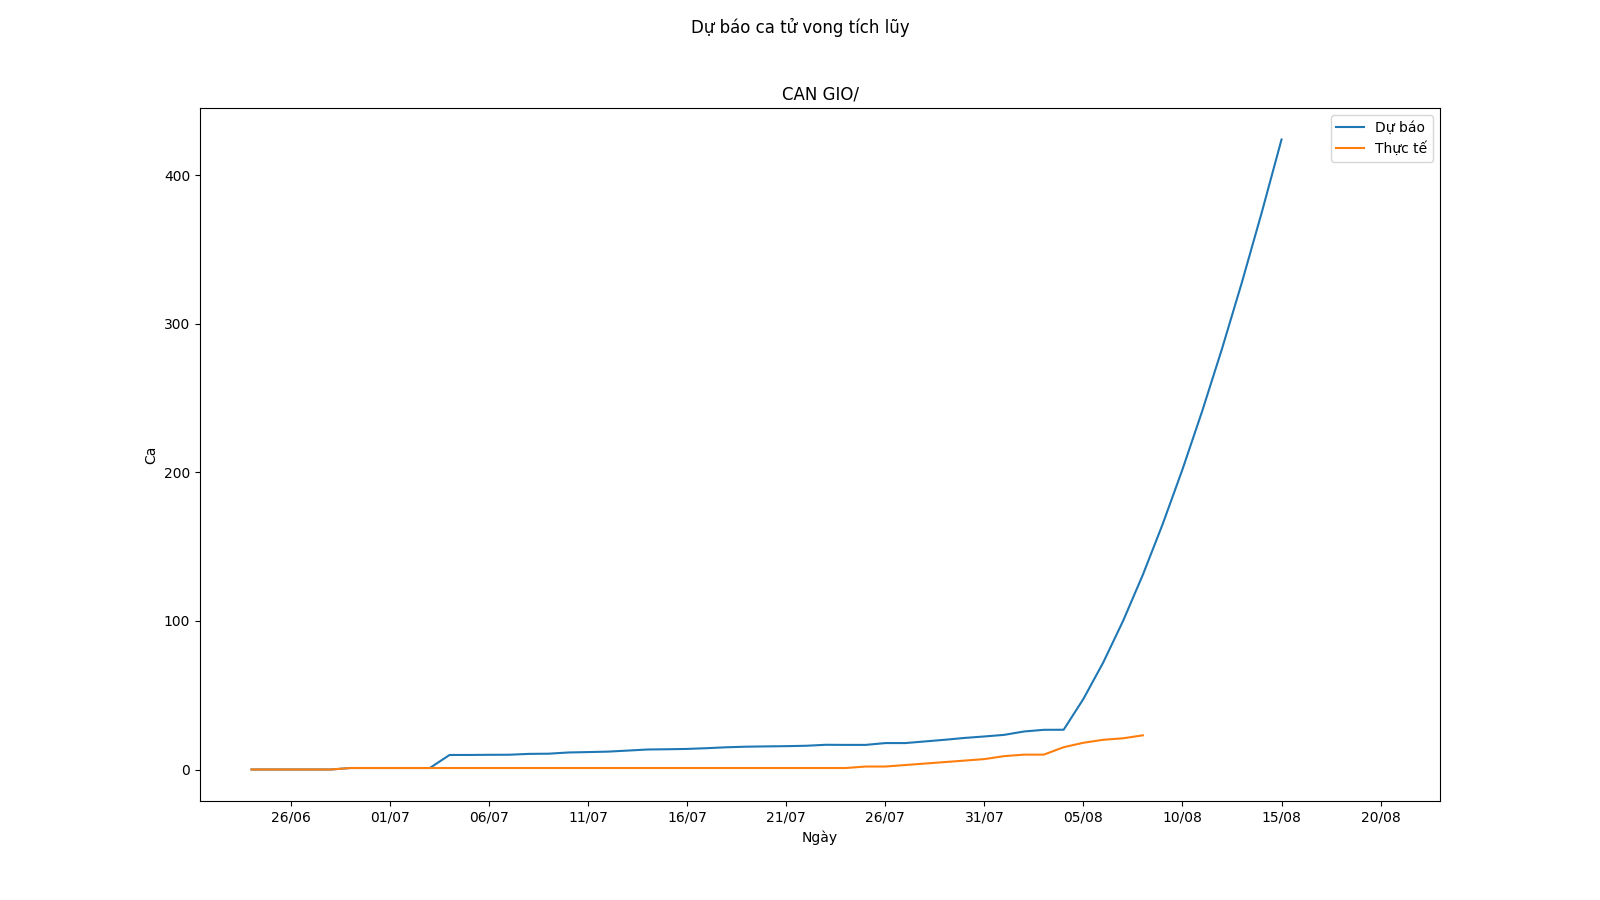 Dự báo ca tử vong tích lũy
CAN GIO/
Dự báo
Thực tế
400
300
200
100
0
Ca
26/06 01/07 06/07 11/07 16/07 21/07 26/07 31/07 05/08 10/08 15/08 20/08
Ngày